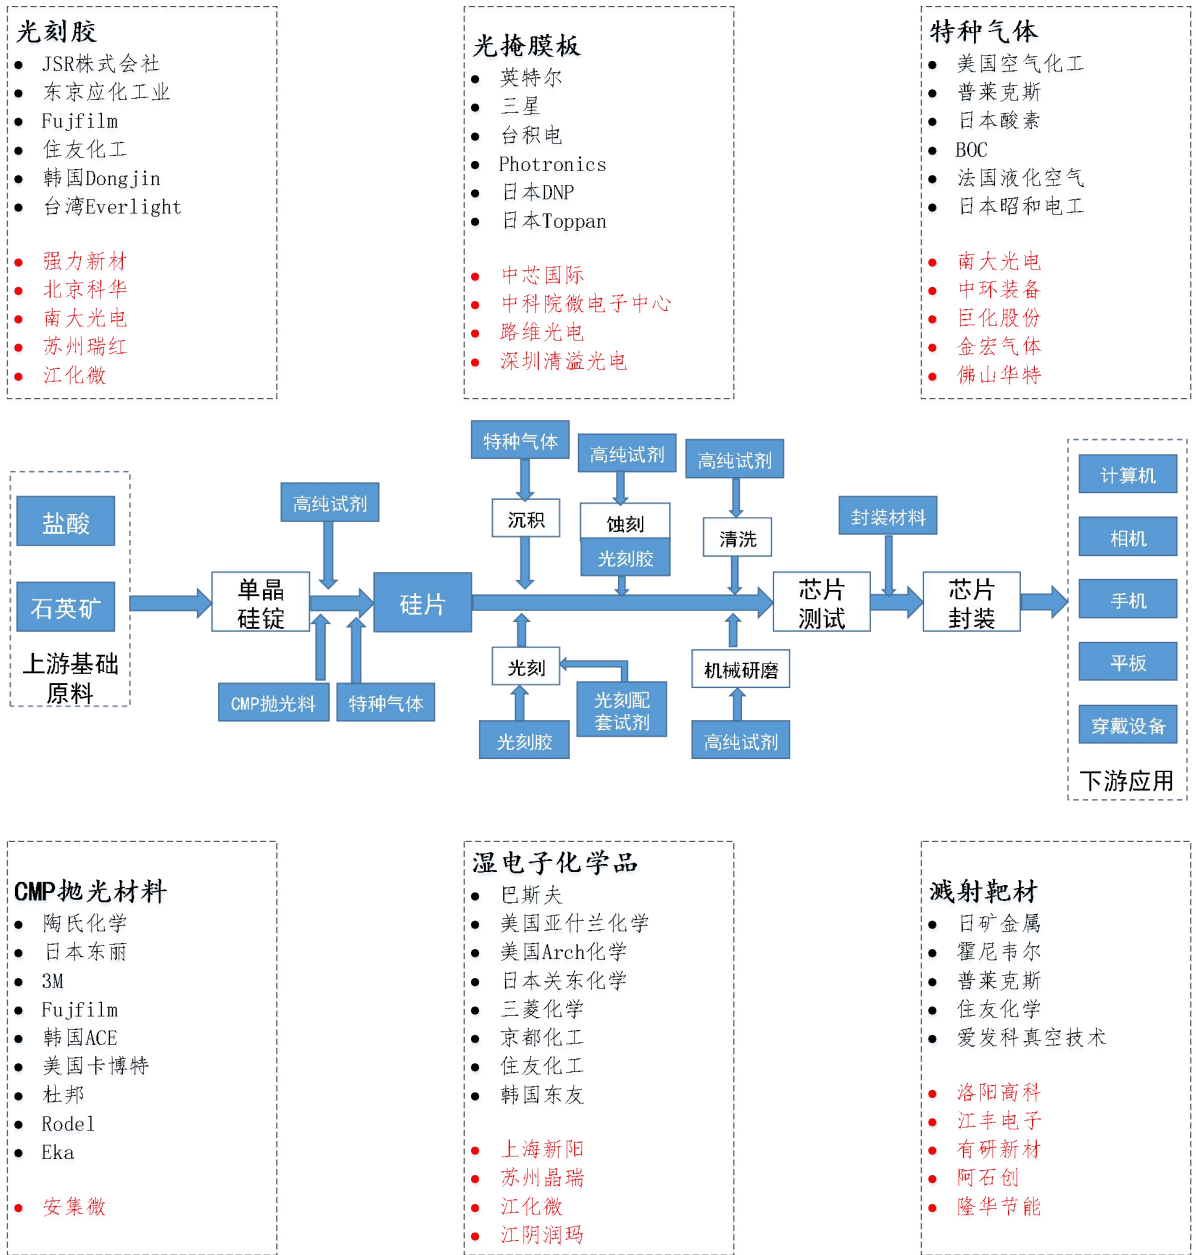 光刻胶
JSR株式会社
东京应化工业
Fujfilm
住友化工
韩国Dongjin
台湾Everlight
强力新材
北京科华
南大光电
苏州瑞红
江化微
光掩膜板
英特尔
三星
台积电
Photronics
日本DNP
日本Toppan
中芯国际
中科院微电子中心
路维光电
深圳清溢光电
特种气体
美国空气化工
普莱克斯
日本酸素
BOC
法国液化空气
日本昭和电工
南大光电
中环装备
巨化股份
金宏气体
佛山华特
盐酸
石英矿
上游基础
原料
高纯试剂
单晶
硅锭
CMP抛光料
特种气体
硅片
特种气体
沉积
高纯试剂
蚀刻
光刻胶
高纯试剂
清洗
光刻
光刻胶
光刻配
套试剂
机械研磨
高纯试剂
芯片
测试
封装材料
芯片
封装
计算机
相机
手机
平板
穿戴设备
下游应用
CMP抛光材料
陶氏化学
日本东丽
3M
Fujfilm
韩国ACE
美国卡博特
杜邦
Rodel
Eka
安集微
湿电子化学品
巴斯夫
美国亚什兰化学
美国Arch化学
日本关东化学
三菱化学
京都化工
住友化工
韩国东友
上海新阳
苏州晶瑞
江化微
江阴润玛
溅射靶材
日矿金属
霍尼韦尔
普莱克斯
住友化学
爱发科真空技术
洛阳高科
江丰电子
有研新材
阿石创
隆华节能